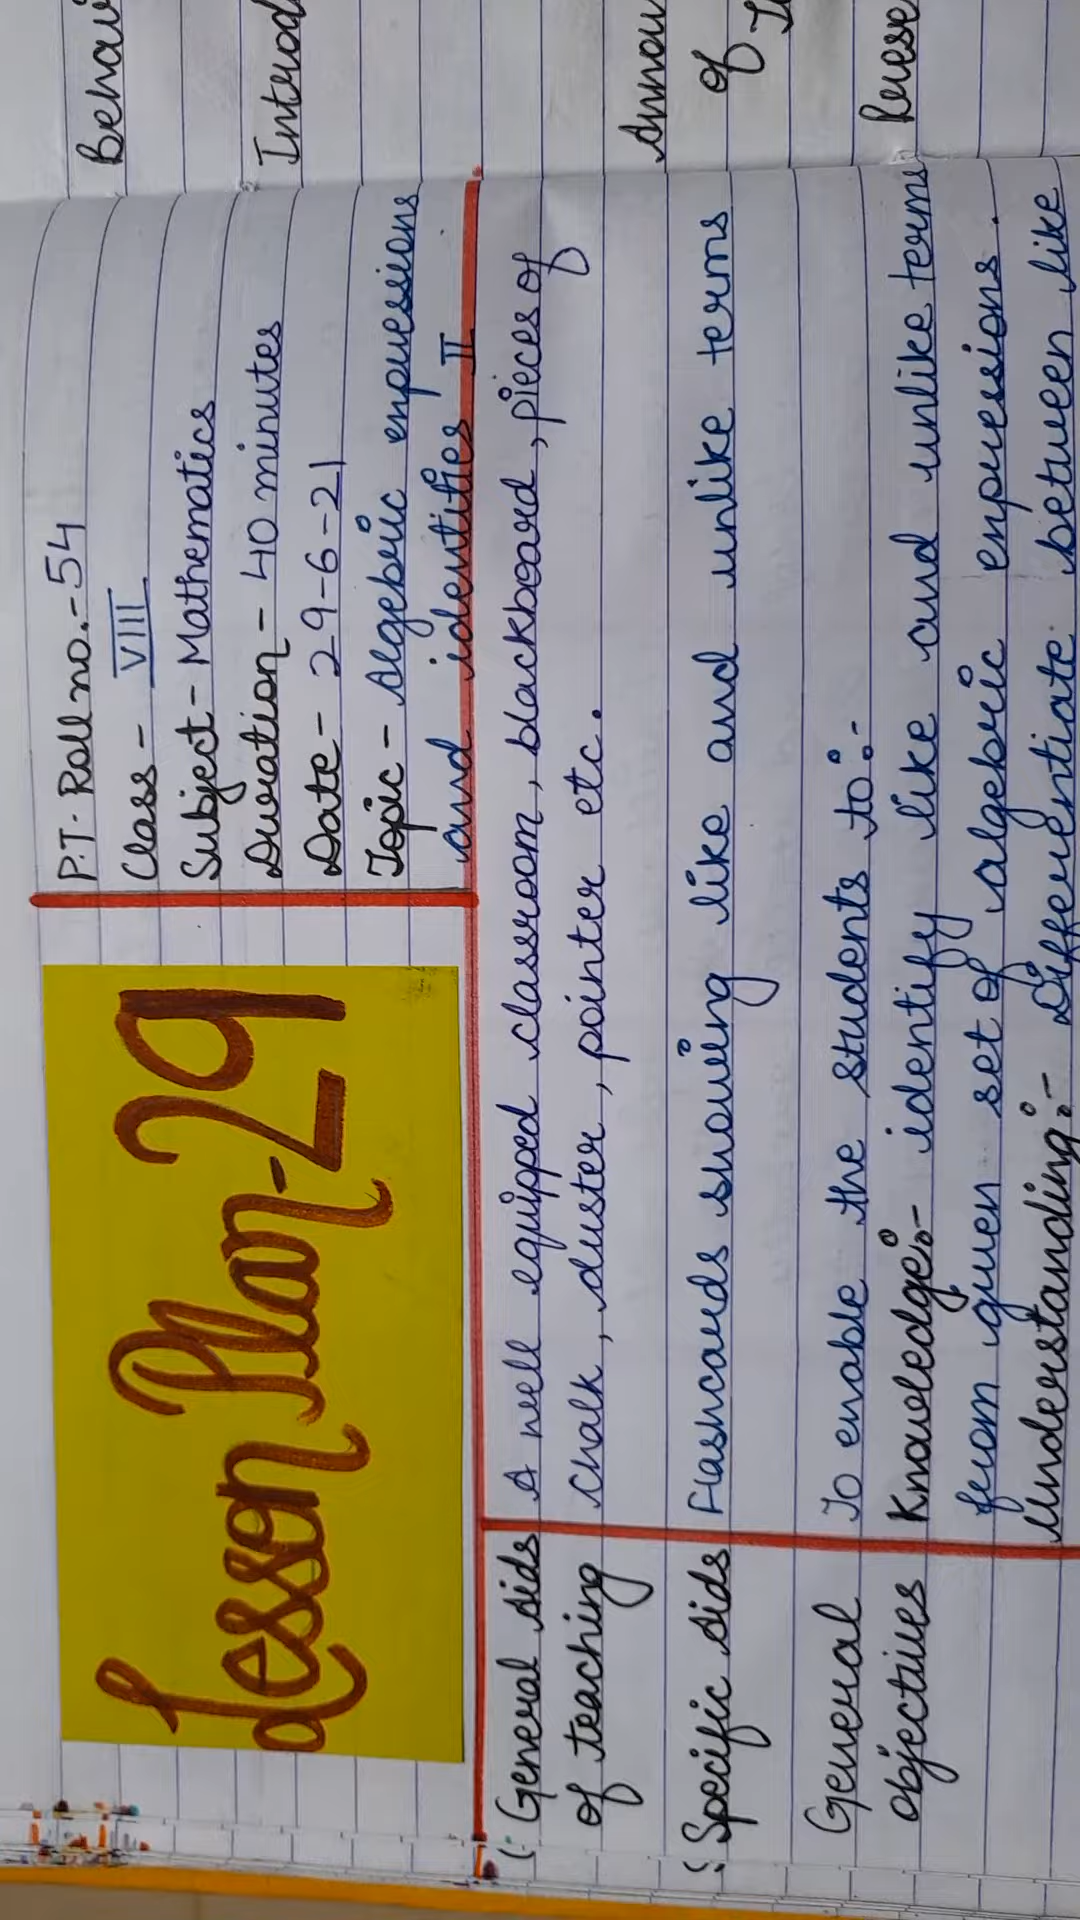 Lesson Plan-29
P.T. Roll no.- 54
Class - VIII
Subject - Mathematics
Duration - 40 minutes
Date - 29-6-21
Topic - Algebric expressions
and identities II
General Aids of teaching
A well equipped classroom, blackboard, pieces of
chalk, duster, pointer etc.
Specific Aids
Flashcards showing like and unlike terms
General objectives
To enable the students to:-
Knowledge:- identify like and unlike terms
from given set of algebric expressions.
Understanding:- Differentiate between like
Behavi
Introd
Annou
of